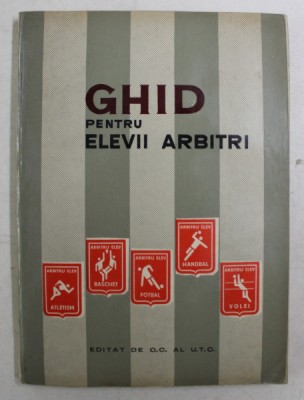 GHID
PENTRU
ELEVII ARBITRI
ARBITRU ELEV
ATLETISM
ARBITRU ELEV
BASCHET
ARBITRU ELEV
FOTBAL
ARBITRU ELEV
HANDBAL
ARBITRU ELEV
VOLEI
EDITAT DE C.C. AL U.T.C.